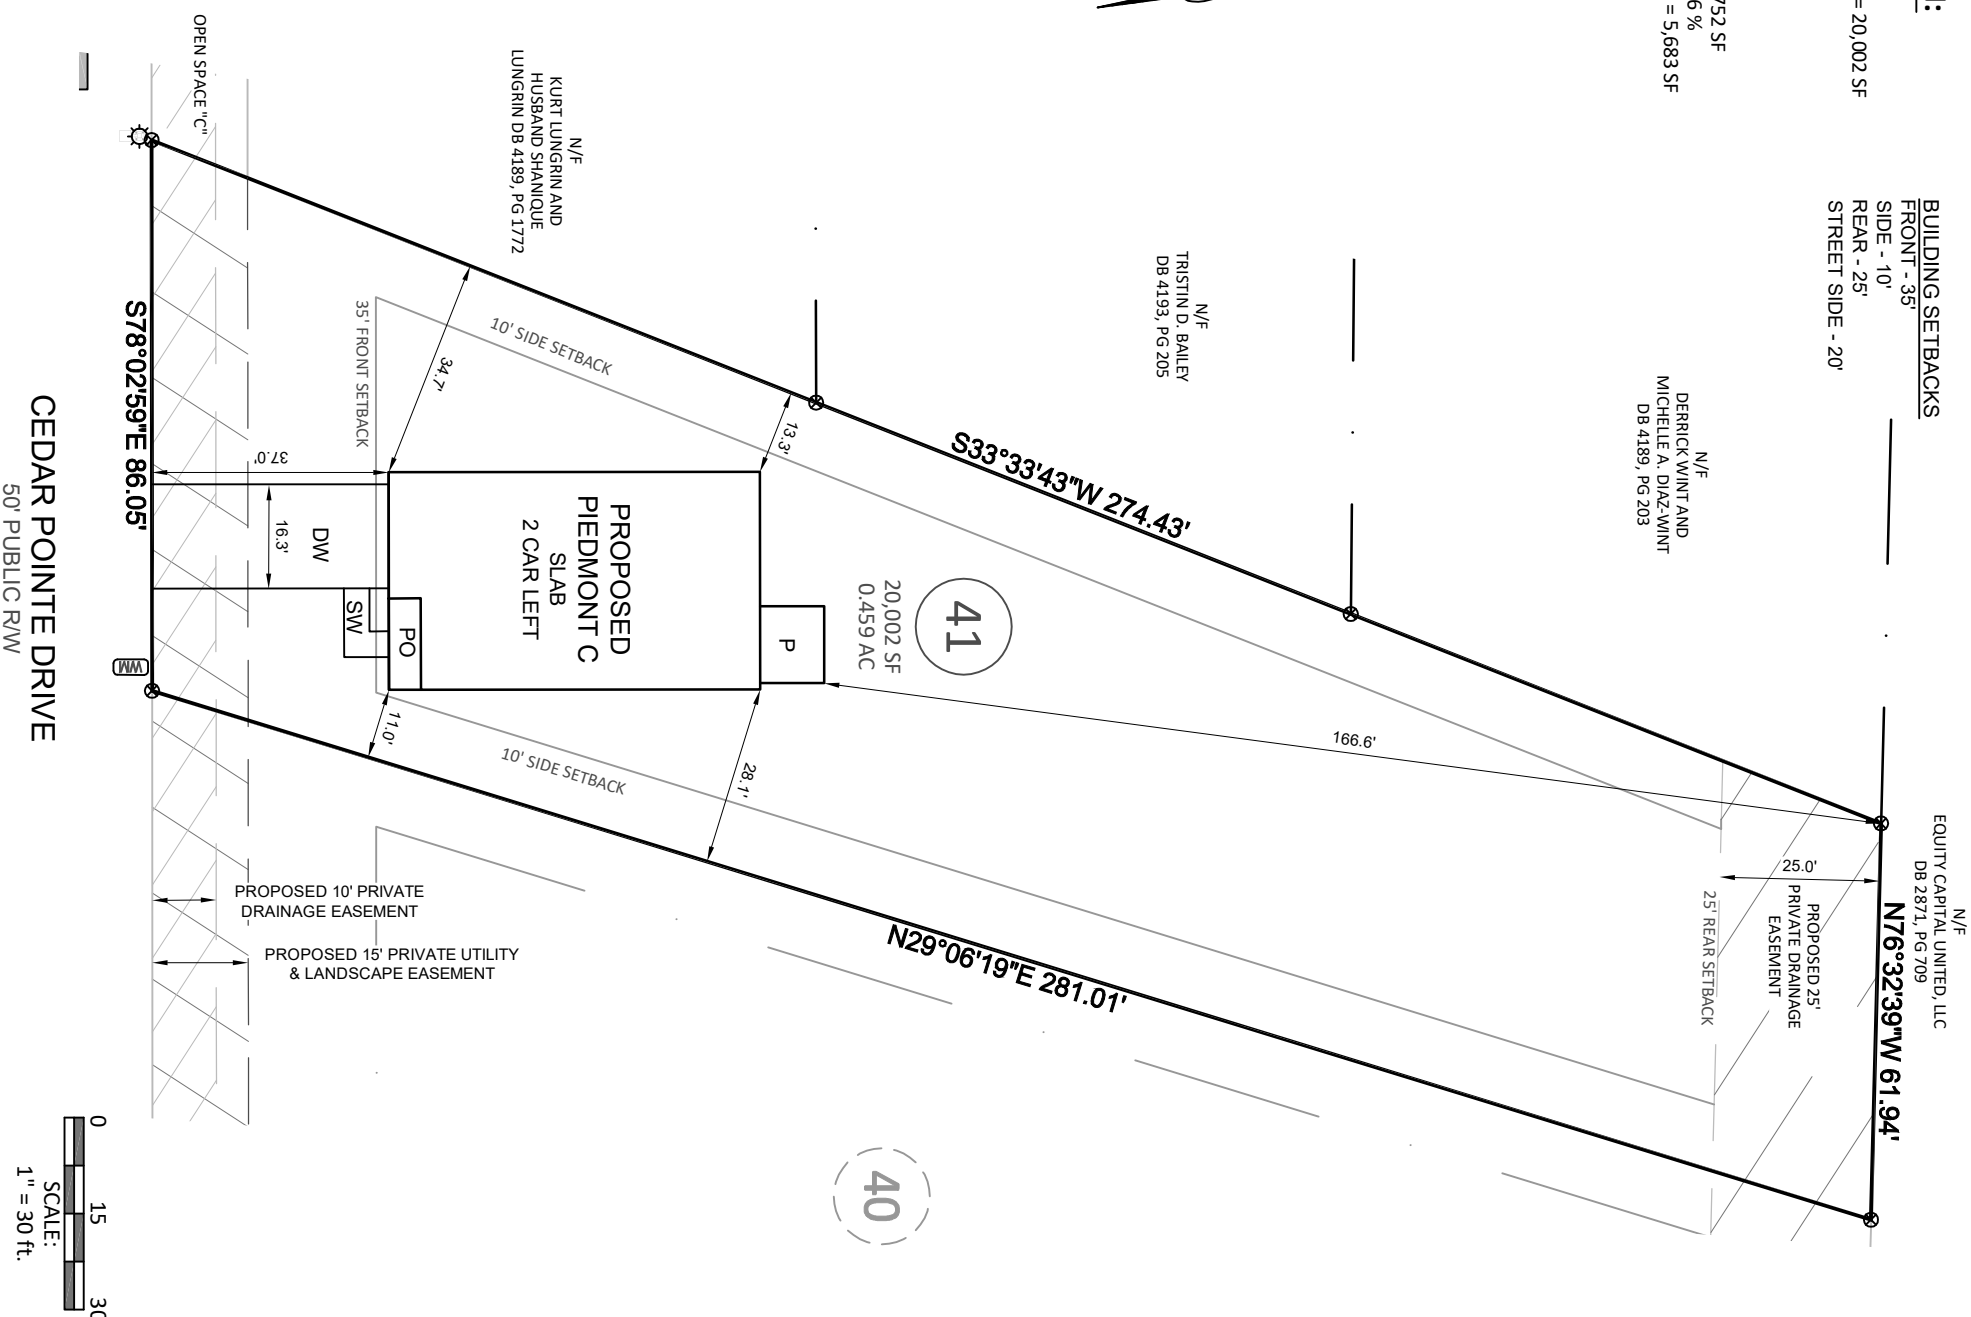 :
= 20,002 SF
752 SF
6 %
= 5,683 SF
BUILDING SETBACKS
FRONT - 35'
SIDE - 10'
REAR - 25'
STREET SIDE - 20'
OPEN SPACE "C"
N/F
KURT LUNGRIN AND
HUSBAND SHANIQUE
LUNGRIN DB 4189, PG 1772
N/F
TRISTIN D. BAILEY
DB 4193, PG 205
N/F
DERRICK WINT AND
MICHELLE A. DIAZ-WINT
DB 4189, PG 203
N/F
EQUITY CAPITAL UNITED, LLC
DB 2871, PG 709
N76°32'39"W 61.94'
25.0'
PROPOSED 25'
PRIVATE DRAINAGE
EASEMENT
25' REAR SETBACK
S33°33'43"W 274.43'
166.6'
41
20,002 SF
0.459 AC
10' SIDE SETBACK
35' FRONT SETBACK
34.7'
13.3'
P
PROPOSED
PIEDMONT C
SLAB
2 CAR LEFT
PO
SW
DW
37.0'
16.3'
11.0'
28.1'
10' SIDE SETBACK
N29°06'19"E 281.01'
PROPOSED 10' PRIVATE
DRAINAGE EASEMENT
PROPOSED 15' PRIVATE UTILITY
& LANDSCAPE EASEMENT
40
S78°02'59"E 86.05'
WM
CEDAR POINTE DRIVE
50' PUBLIC R/W
0 15 30
SCALE:
1" = 30 ft.